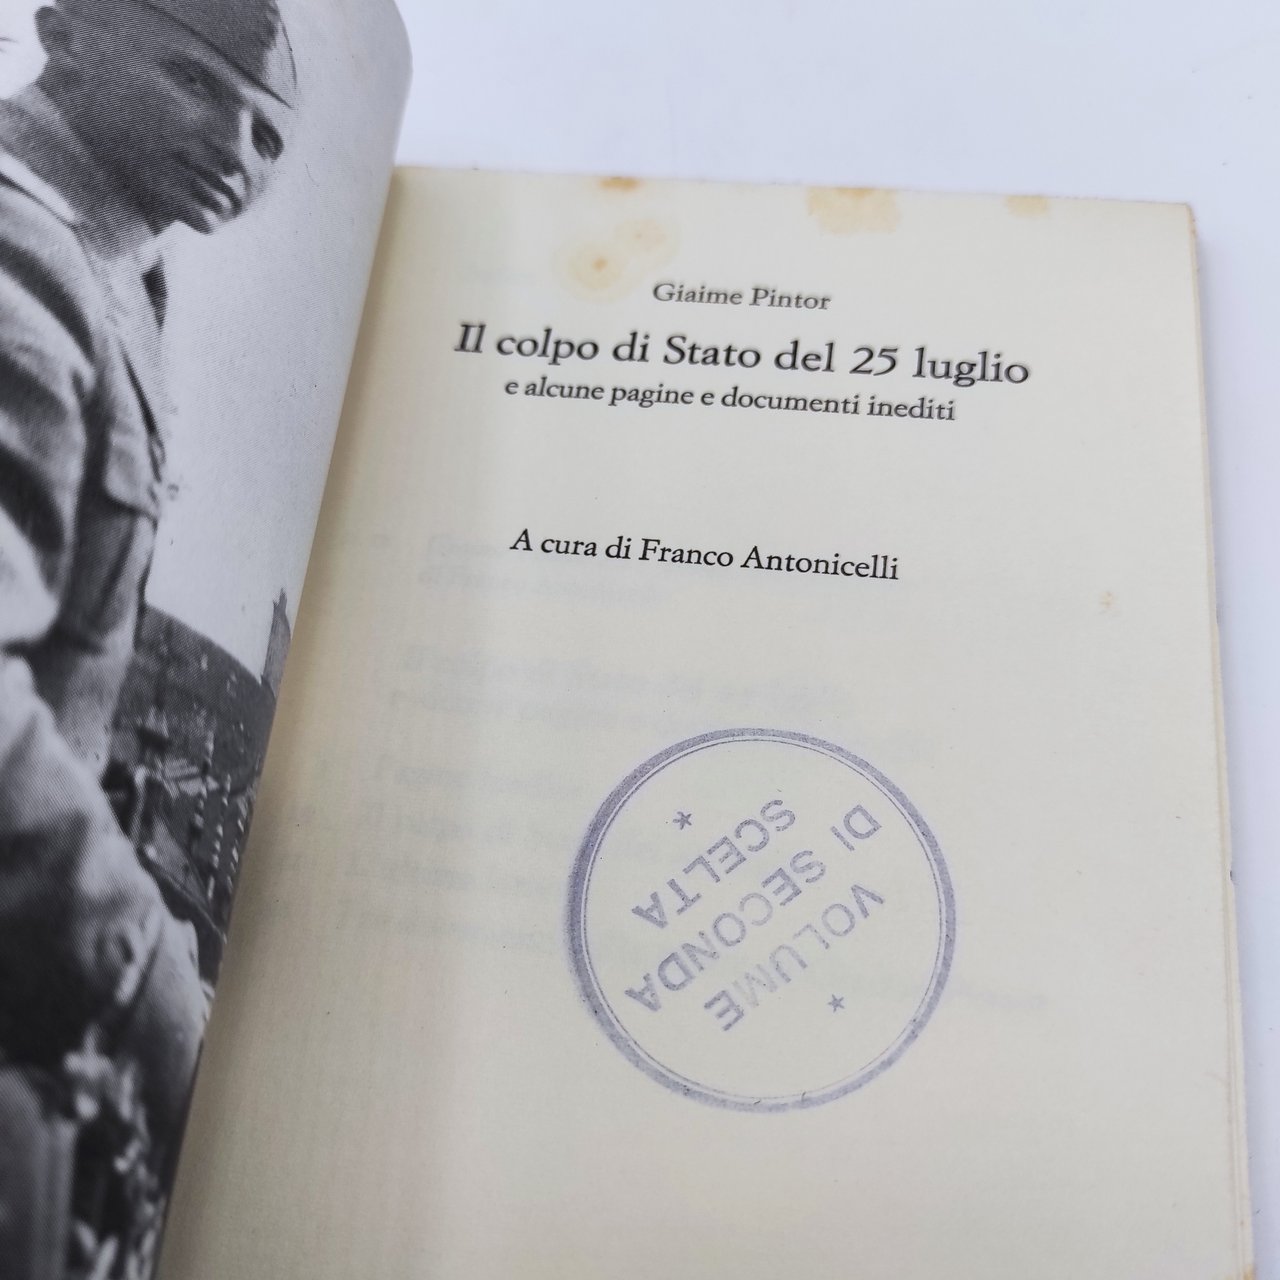 Giaime Pintor
Il colpo di Stato del 25 luglio
e alcune pagine e documenti inediti
A cura di Franco Antonicelli
VOLUME
DI SECONDA
SCELTA